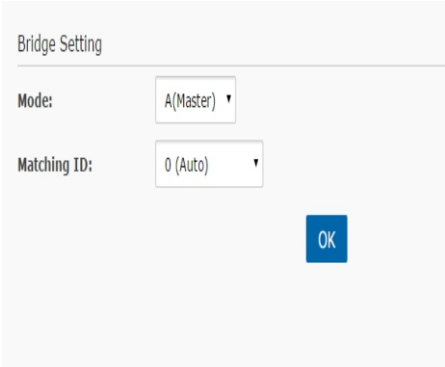 Bridge Setting
Mode: A(Master)
Matching ID: 0 (Auto)
OK